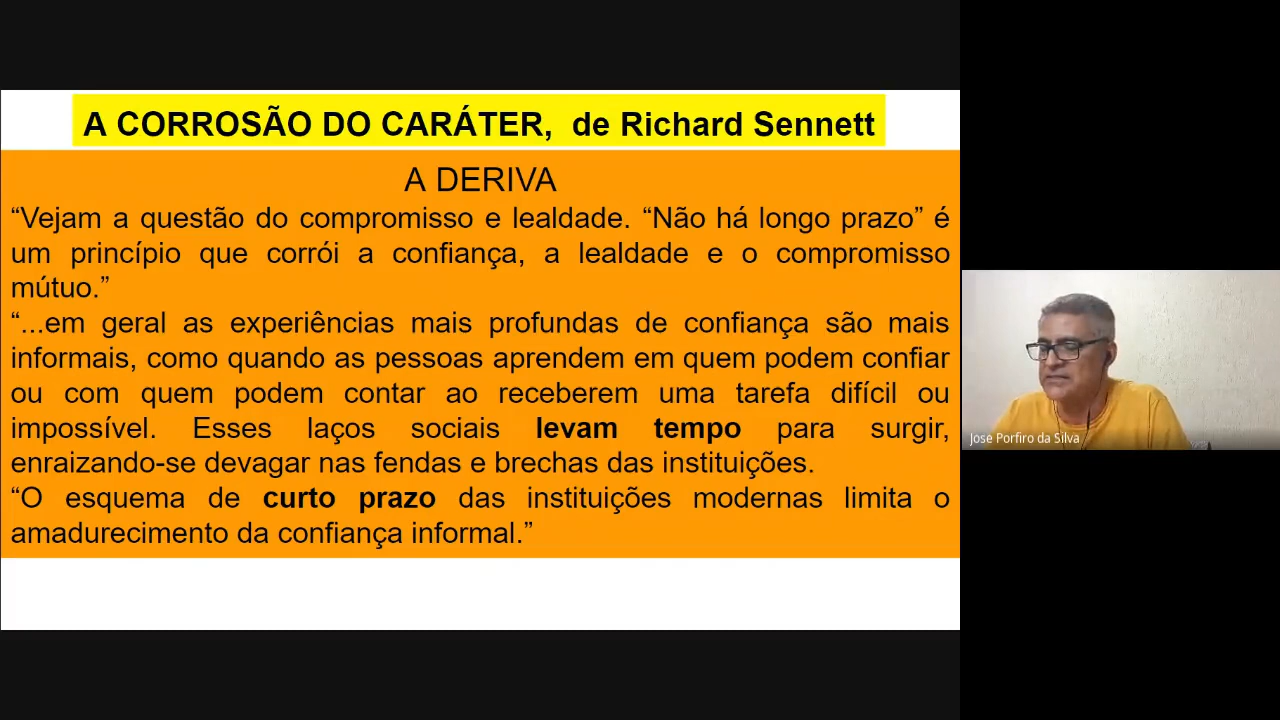 A CORROSÃO DO CARÁTER, de Richard Sennett
A DERIVA
“Vejam a questão do compromisso e lealdade. “Não há longo prazo” é
um princípio que corrói a confiança, a lealdade e o compromisso
mútuo.”
“...em geral as experiências mais profundas de confiança são mais
informais, como quando as pessoas aprendem em quem podem confiar
ou com quem podem contar ao receberem uma tarefa difícil ou
impossível. Esses laços sociais levam tempo para surgir,
enraizando-se devagar nas fendas e brechas das instituições.
“O esquema de curto prazo das instituições modernas limita o
amadurecimento da confiança informal.”
Jose Porfiro da Silva